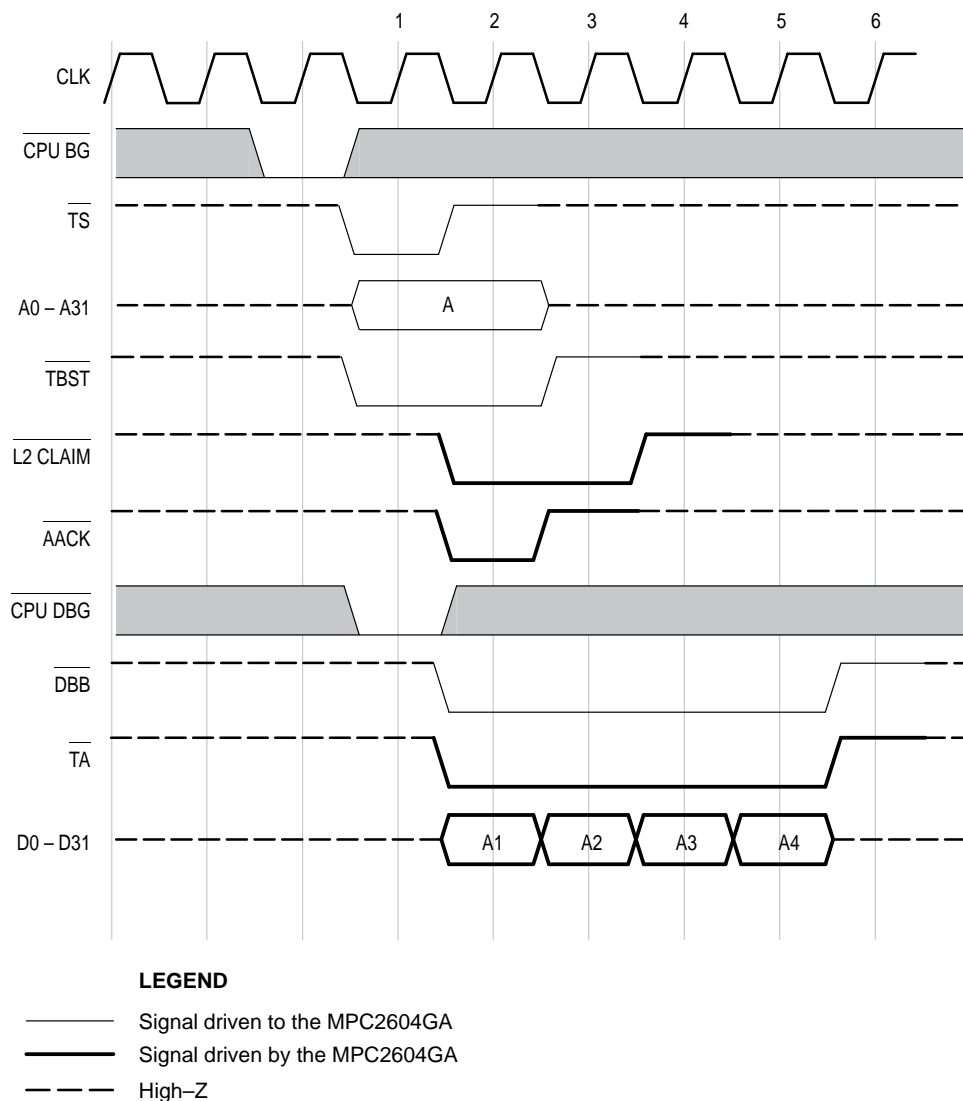 1 2 3 4 5 6
CLK
CPU BG
TS
A0 – A31
A
TBST
L2 CLAIM
AACK
CPU DBG
DBB
TA
D0 – D31
A1 A2 A3 A4
LEGEND
Signal driven to the MPC2604GA
Signal driven by the MPC2604GA
High–Z